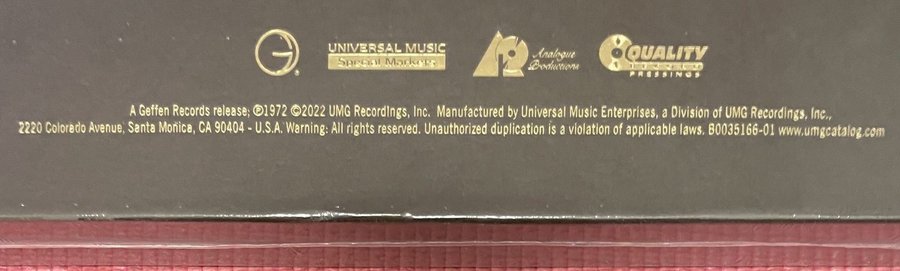 G®
UNIVERSAL MUSIC
Special Markets
AP Analogue Productions
QUALITY
RECORD
PRESSINGS
A Geffen Records release; ℗1972 ©2022 UMG Recordings, Inc. Manufactured by Universal Music Enterprises, a Division of UMG Recordings, Inc.,
2220 Colorado Avenue, Santa Monica, CA 90404 - U.S.A. Warning: All rights reserved. Unauthorized duplication is a violation of applicable laws. B0035166-01 www.umgcatalog.com